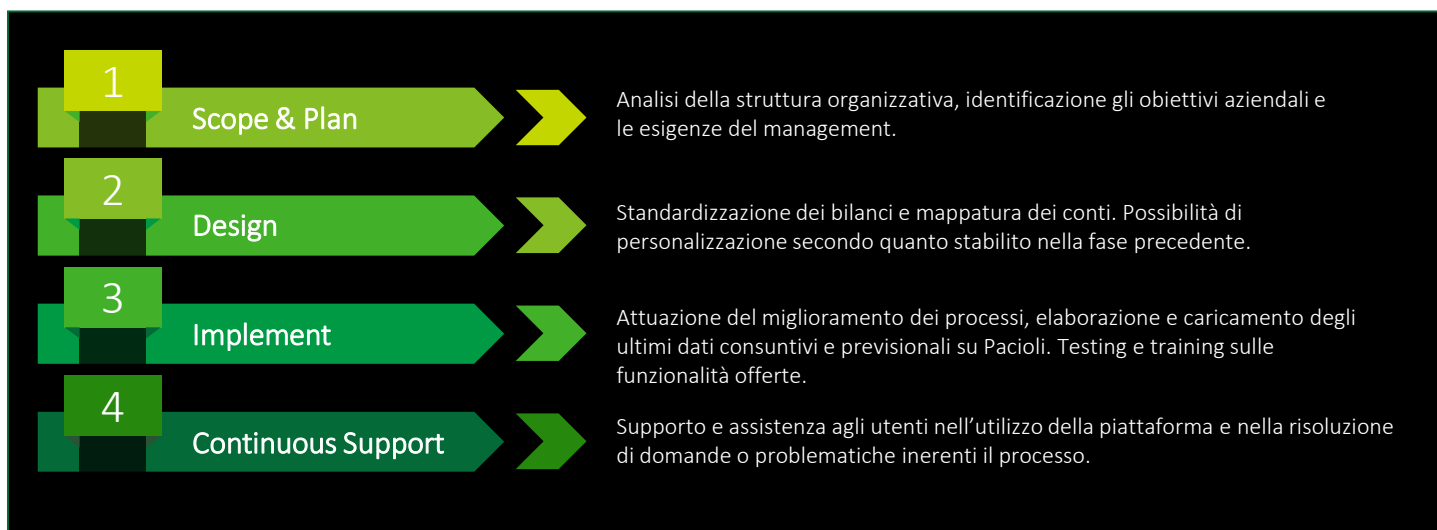 1
Scope & Plan
Analisi della struttura organizzativa, identificazione gli obiettivi aziendali e
le esigenze del management.
2
Design
Standardizzazione dei bilanci e mappatura dei conti. Possibilità di
personalizzazione secondo quanto stabilito nella fase precedente.
3
Implement
Attuazione del miglioramento dei processi, elaborazione e caricamento degli
ultimi dati consuntivi e previsionali su Pacioli. Testing e training sulle
funzionalità offerte.
4
Continuous Support
Supporto e assistenza agli utenti nell’utilizzo della piattaforma e nella risoluzione
di domande o problematiche inerenti il processo.